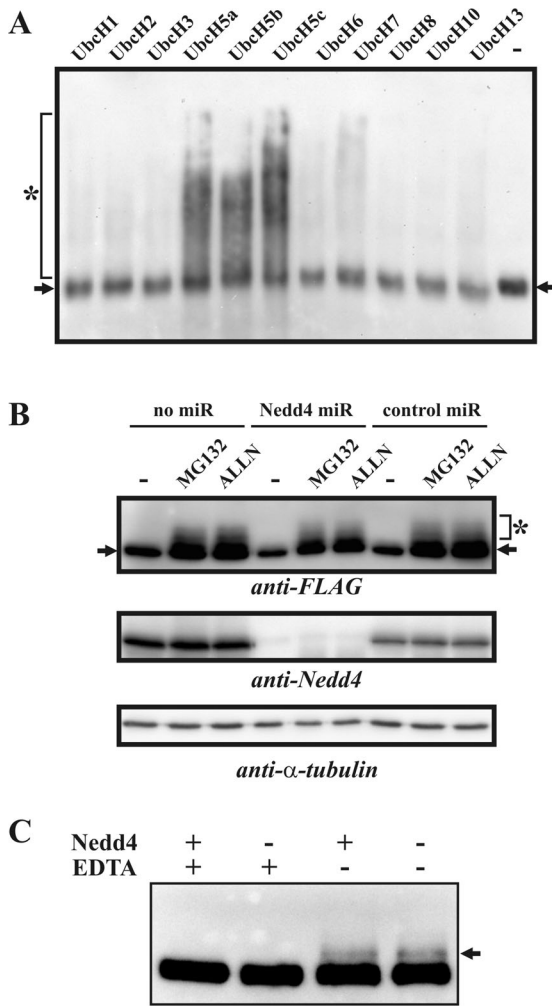 A
UbcH1 UbcH2 UbcH3 UbcH5a UbcH5b UbcH5c UbcH6 UbcH7 UbcH8 UbcH10 UbcH13 -
*
B
no miR Nedd4 miR control miR
- MG132 ALLN - MG132 ALLN - MG132 ALLN
*
anti-FLAG
anti-Nedd4
anti-α-tubulin
C
Nedd4 + - + -
EDTA + + - -